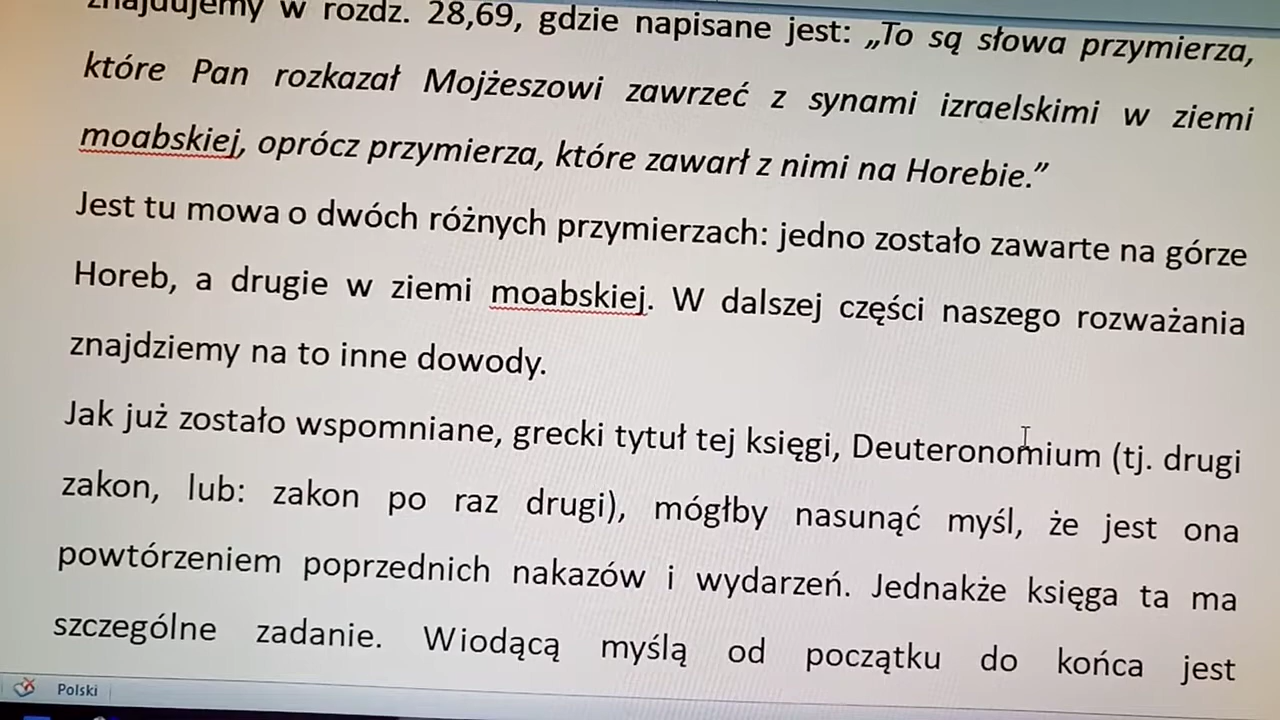 znajdujemy w rozdz. 28,69, gdzie napisane jest: „To są słowa przymierza,
które Pan rozkazał Mojżeszowi zawrzeć z synami izraelskimi w ziemi
moabskiej, oprócz przymierza, które zawarł z nimi na Horebie.”
Jest tu mowa o dwóch różnych przymierzach: jedno zostało zawarte na górze
Horeb, a drugie w ziemi moabskiej. W dalszej części naszego rozważania
znajdziemy na to inne dowody.
Jak już zostało wspomniane, grecki tytuł tej księgi, Deuteronomium (tj. drugi
zakon, lub: zakon po raz drugi), mógłby nasunąć myśl, że jest ona
powtórzeniem poprzednich nakazów i wydarzeń. Jednakże księga ta ma
szczególne zadanie. Wiodącą myślą od początku do końca jest
Polski